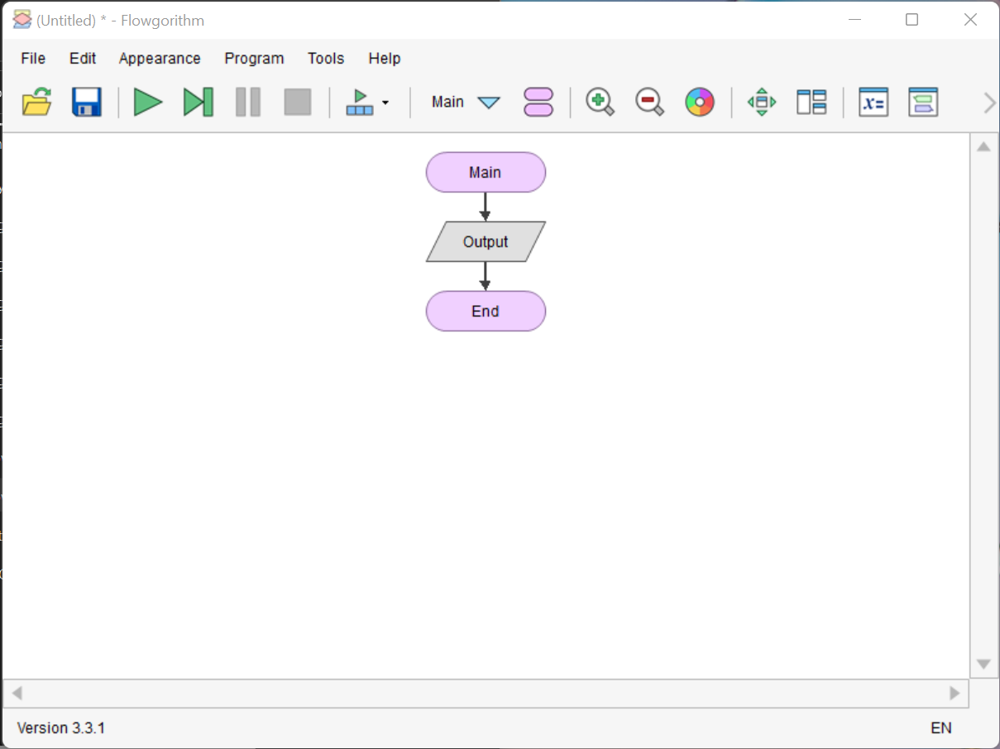 (Untitled) * - Flowgorithm
File Edit Appearance Program Tools Help
Main
x=
Main
Output
End
Version 3.3.1 EN